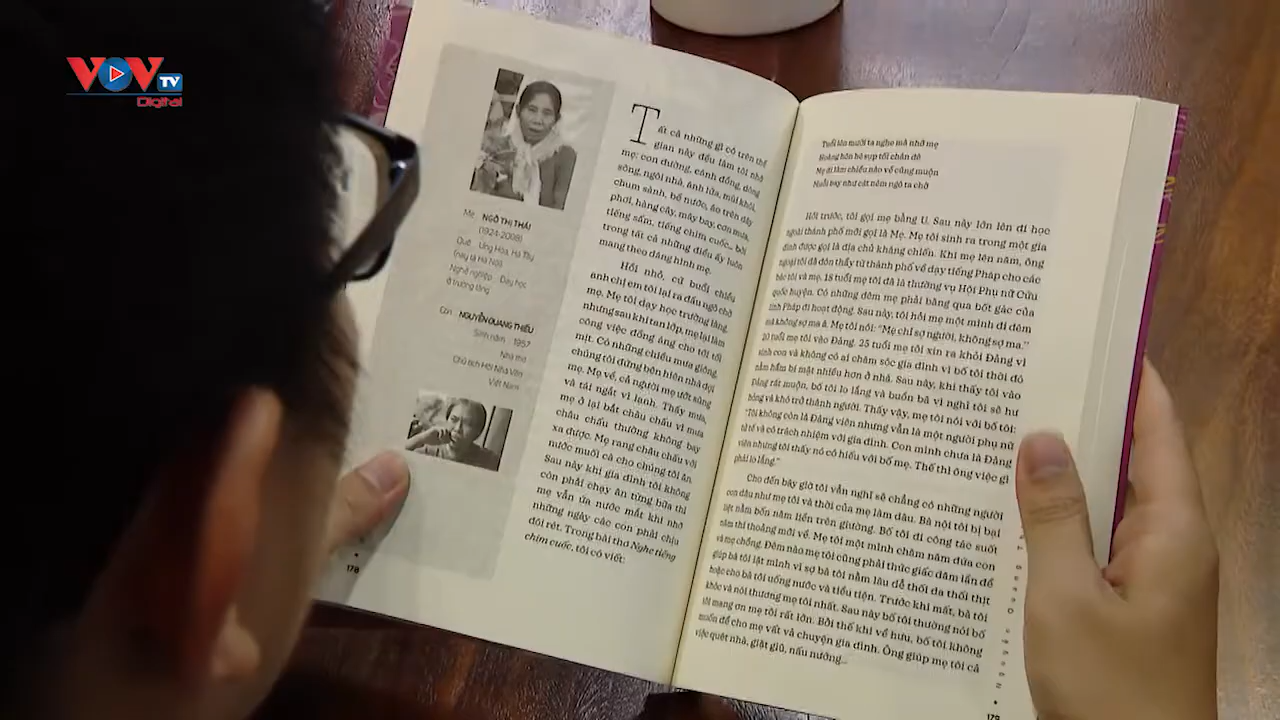 VOV TV
Digital
Mẹ: NGÔ THỊ THÁI
(1924-2009)
Quê: Ứng Hòa, Hà Tây
(nay là Hà Nội)
Nghề nghiệp: Dạy học
ở trường làng
Con: NGUYỄN QUANG THIỀU
Sinh năm: 1957
Nhà thơ
Chủ tịch Hội Nhà Văn
Việt Nam
Tất cả những gì có trên thế
gian này đều làm tôi nhớ
mẹ: con đường, cánh đồng, dòng
sông, ngôi nhà, ánh lửa, mùi khói,
chum sành, bể nước, áo trên dây
phơi, hàng cây, mây bay, cơn mưa,
tiếng sấm, tiếng chim cuốc... bởi
trong tất cả những điều ấy luôn
mang theo dáng hình mẹ.
Hồi nhỏ, cứ buổi chiều
anh chị em tôi lại ra đầu ngõ chờ
mẹ. Mẹ tôi dạy học trường làng,
nhưng sau khi tan lớp, mẹ lại làm
công việc đồng áng cho tới tối
mịt. Có những chiều mưa giông,
chúng tôi đứng bên hiên nhà đợi
mẹ. Mẹ về, cả người mẹ ướt sũng
và tái ngắt vì lạnh. Thấy mưa,
mẹ ở lại bắt châu chấu vì mưa
châu chấu thường không bay
xa được. Mẹ rang châu chấu với
nước muối cà cho chúng tôi ăn.
Sau này khi gia đình tôi không
còn phải chạy ăn từng bữa thì
mẹ vẫn ứa nước mắt khi nhớ
những ngày các con phải chịu
đói rét. Trong bài thơ Nghe tiếng
chim cuốc, tôi có viết:
178
Tuổi lên mười ta nghe mà nhớ mẹ
Hoàng hôn bò sụp tối chân đê
Mẹ đi làm chiều nào về cũng muộn
Nuối bay như cát ném ngõ ta chờ
Hồi trước, tôi gọi mẹ bằng U. Sau này lớn lên đi học
ngoài thành phố mới gọi là Mẹ. Mẹ tôi sinh ra trong một gia
đình được gọi là địa chủ kháng chiến. Khi mẹ lên năm, ông
ngoại tôi đã đón thầy từ thành phố về dạy tiếng Pháp cho các
bác tôi và mẹ. 18 tuổi mẹ tôi đã là thường vụ Hội Phụ nữ Cứu
quốc huyện. Có những đêm mẹ phải băng qua bốt gác của
lính Pháp đi hoạt động. Sau này, tôi hỏi mẹ một mình đi đêm
mà không sợ ma à. Mẹ tôi nói: "Mẹ chỉ sợ người, không sợ ma."
20 tuổi mẹ tôi vào Đảng. 25 tuổi mẹ tôi xin ra khỏi Đảng vì
sinh con và không có ai chăm sóc gia đình vì bố tôi thời đó
nằm hầm bí mật nhiều hơn ở nhà. Sau này, khi thấy tôi vào
Đảng rất muộn, bố tôi lo lắng và buồn bã vì nghĩ tôi sẽ hư
hỏng và khó trở thành người. Thấy vậy, mẹ tôi nói với bố tôi:
"Tôi không còn là Đảng viên nhưng vẫn là một người phụ nữ
tử tế và có trách nhiệm với gia đình. Con mình chưa là Đảng
viên nhưng tôi thấy nó có hiếu với bố mẹ. Thế thì ông việc gì
phải lo lắng."
Cho đến bây giờ tôi vẫn nghĩ sẽ chẳng có những người
con dâu như mẹ tôi và thời của mẹ làm dâu. Bà nội tôi bị bại
liệt nằm bốn năm liền trên giường. Bố tôi đi công tác suốt
năm thi thoảng mới về. Mẹ tôi một mình chăm năm đứa con
và mẹ chồng. Đêm nào mẹ tôi cũng phải thức giấc dăm lần để
giúp bà tôi lật mình vì sợ bà tôi nằm lâu dễ thối da thối thịt
hoặc cho bà tôi uống nước và tiểu tiện. Trước khi mất, bà tôi
khóc và nói thương mẹ tôi nhất. Sau này bố tôi thường nói bố
tôi mang ơn mẹ tôi rất lớn. Bởi thế khi về hưu, bố tôi không
muốn để cho mẹ vất vả chuyện gia đình. Ông giúp mẹ tôi cả
việc quét nhà, giặt giũ, nấu nướng...
179